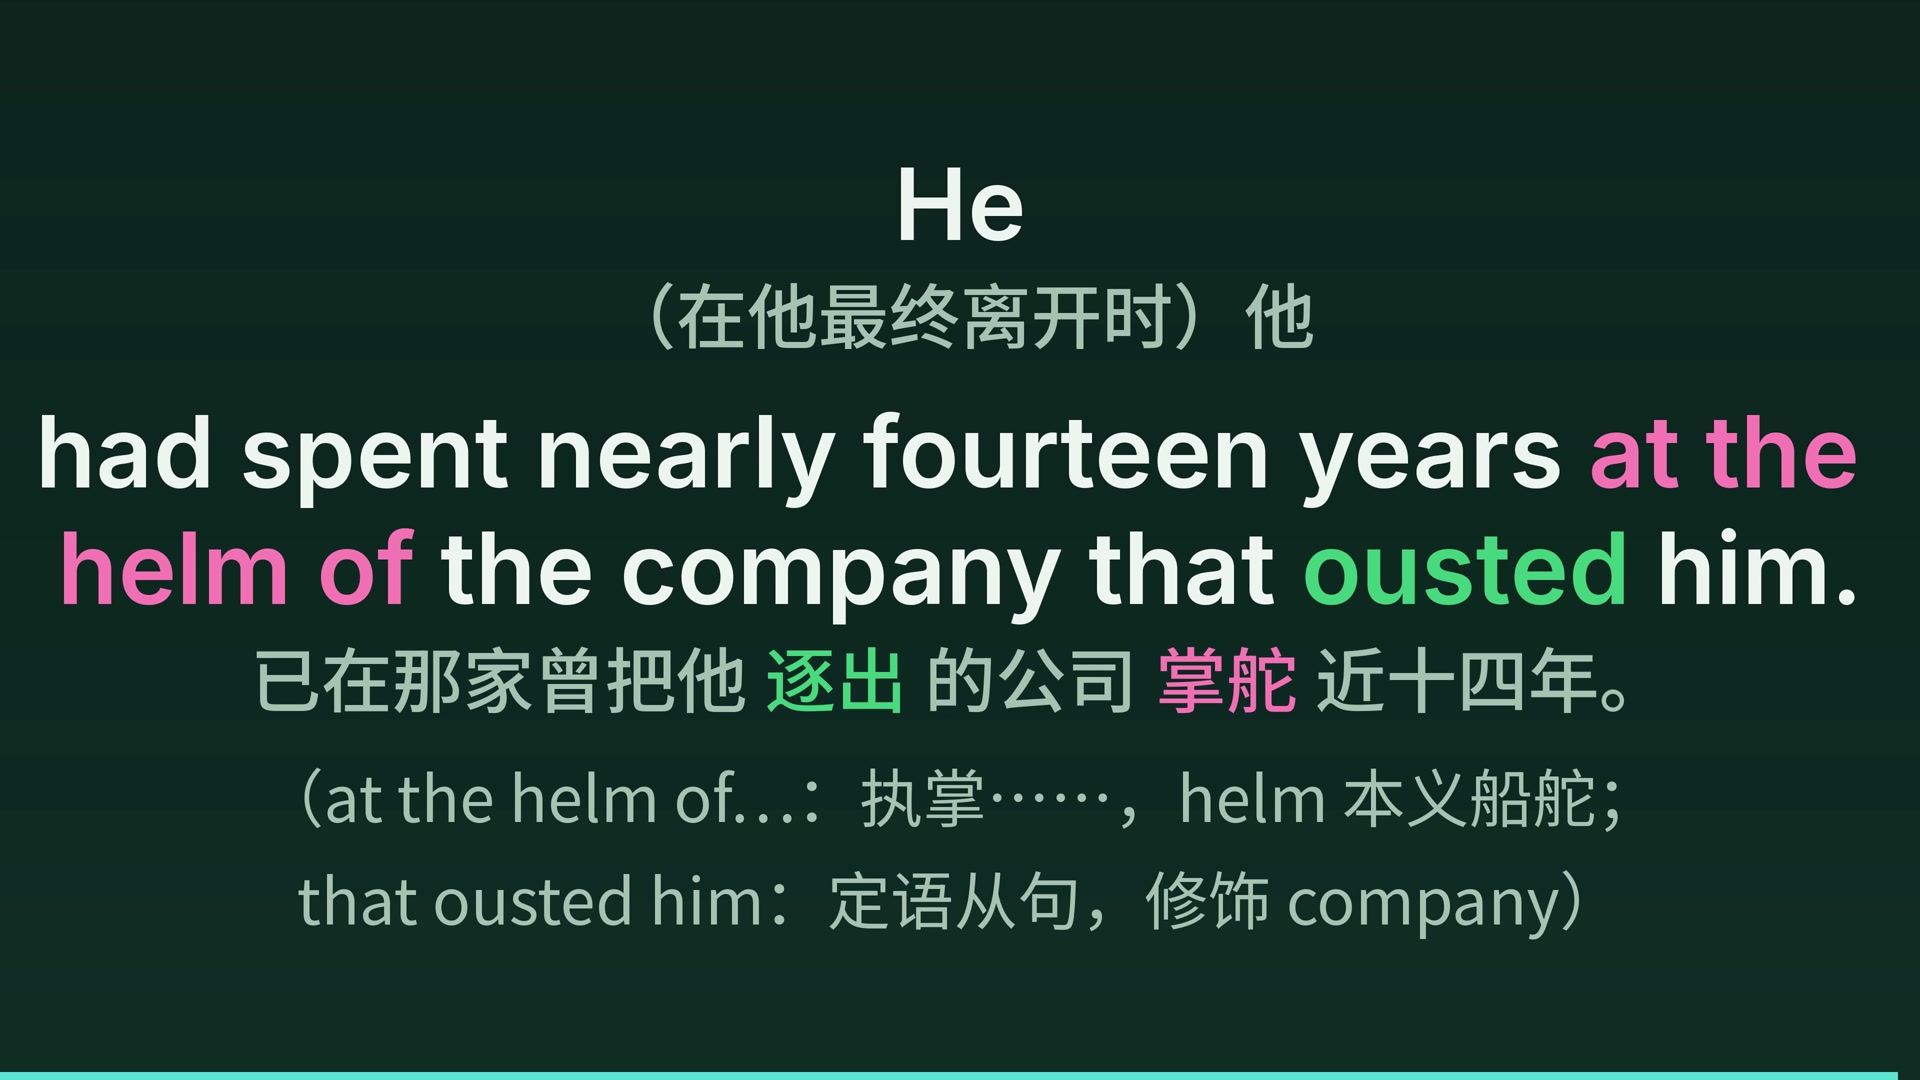 He
（在他最终离开时）他
had spent nearly fourteen years at the
helm of the company that ousted him.
已在那家曾把他 逐出 的公司 掌舵 近十四年。
（at the helm of…：执掌……，helm 本义船舵；
that ousted him：定语从句，修饰 company）